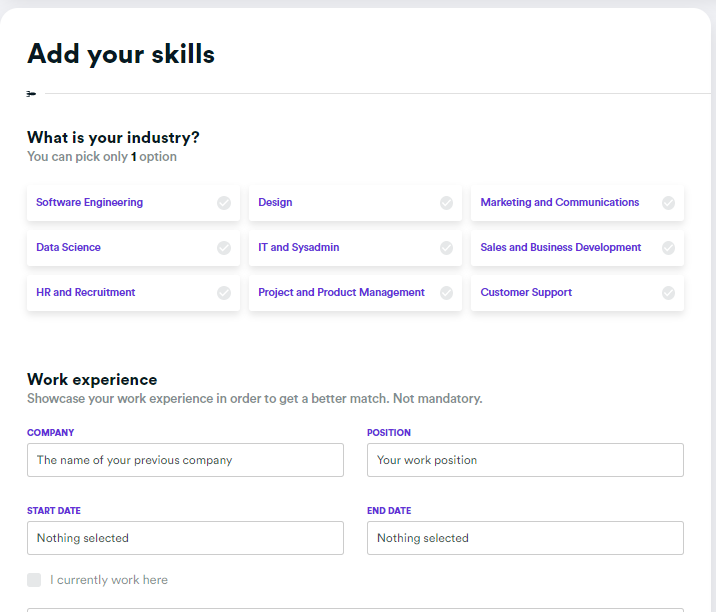 Add your skills
What is your industry?
You can pick only 1 option
Software Engineering
Design
Marketing and Communications
Data Science
IT and Sysadmin
Sales and Business Development
HR and Recruitment
Project and Product Management
Customer Support
Work experience
Showcase your work experience in order to get a better match. Not mandatory.
COMPANY
POSITION
The name of your previous company
Your work position
START DATE
END DATE
Nothing selected
Nothing selected
I currently work here